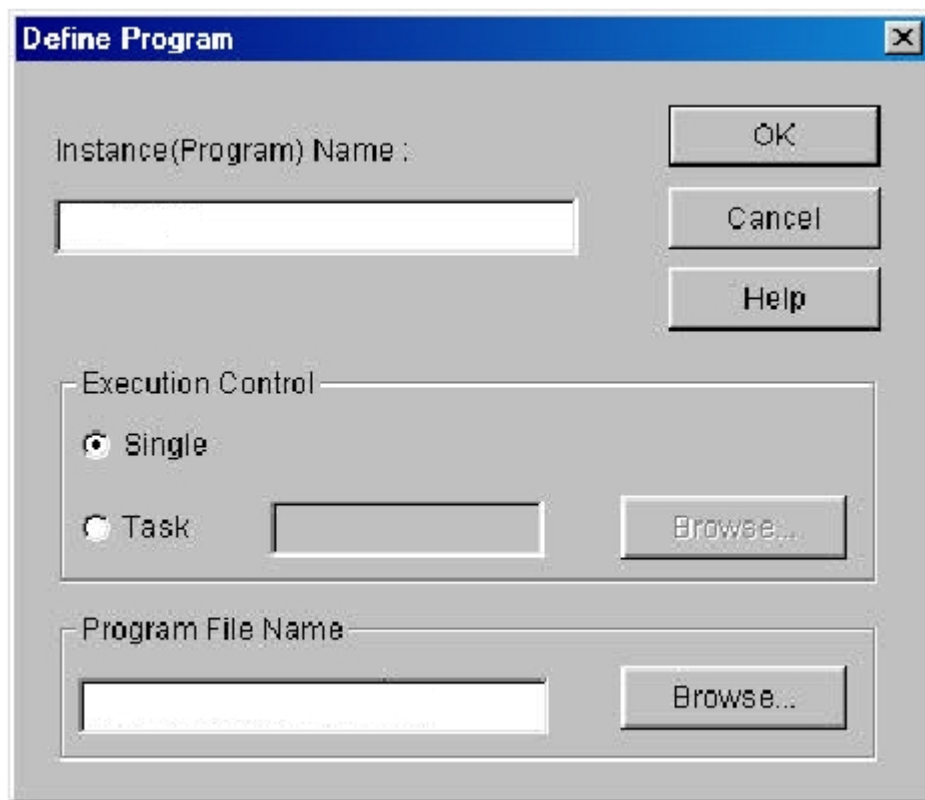 Define Program
Instance(Program) Name :
OK
Cancel
Help
Execution Control
Single
Task
Browse...
Program File Name
Browse...